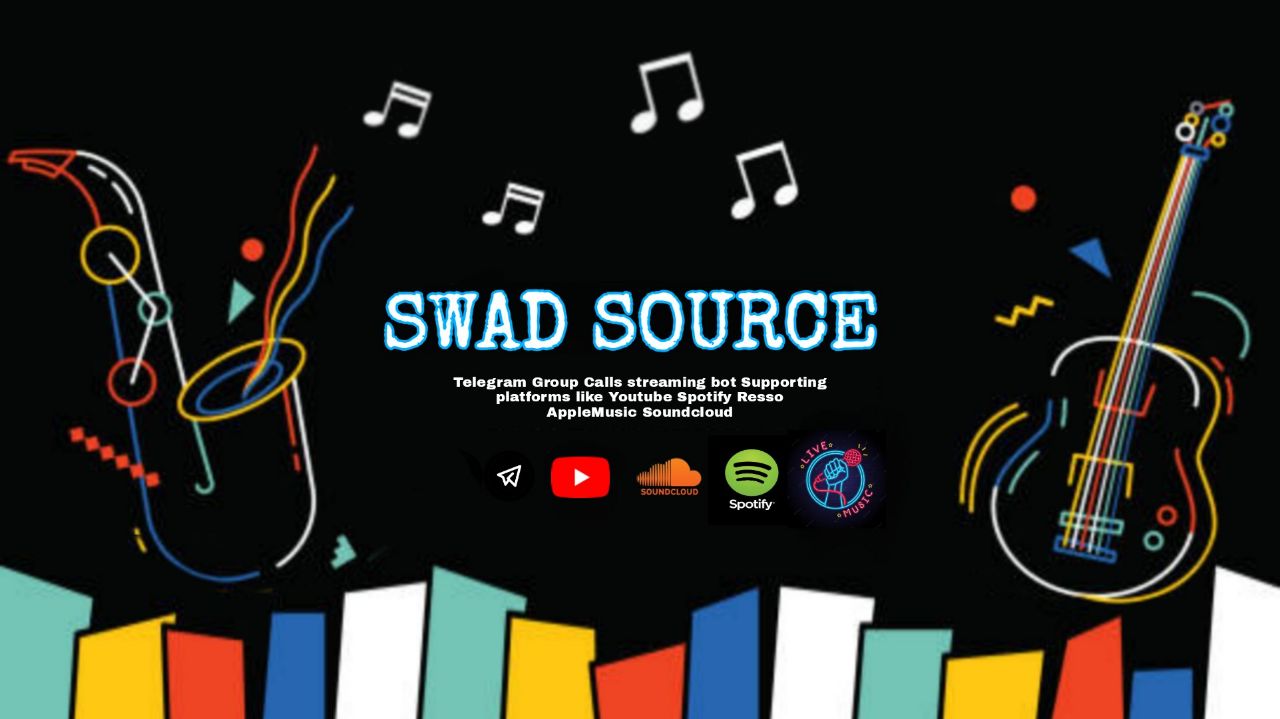 SWAD SOURCE
Telegram Group Calls streaming bot Supporting
platforms like Youtube Spotify Resso
AppleMusic Soundcloud
SOUNDCLOUD
Spotify
LIVE
MUSIC